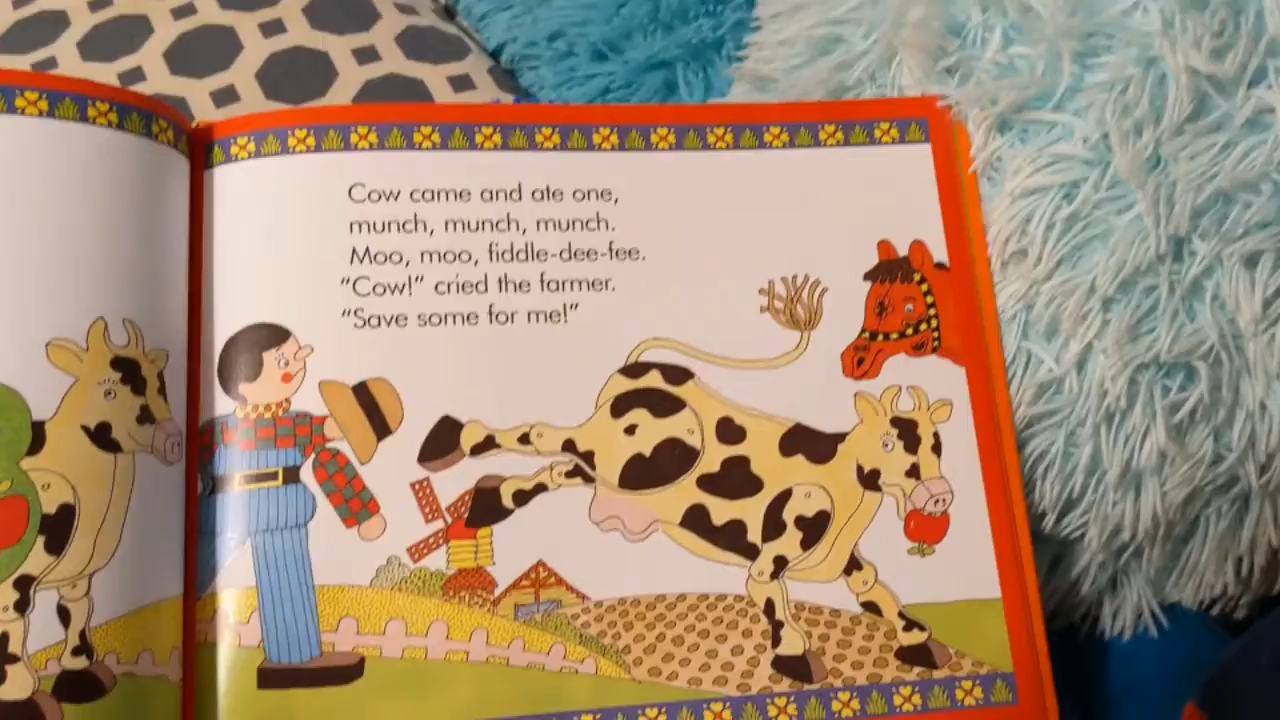 Cow came and ate one,
munch, munch, munch.
Moo, moo, fiddle-dee-fee.
“Cow!” cried the farmer.
“Save some for me!”